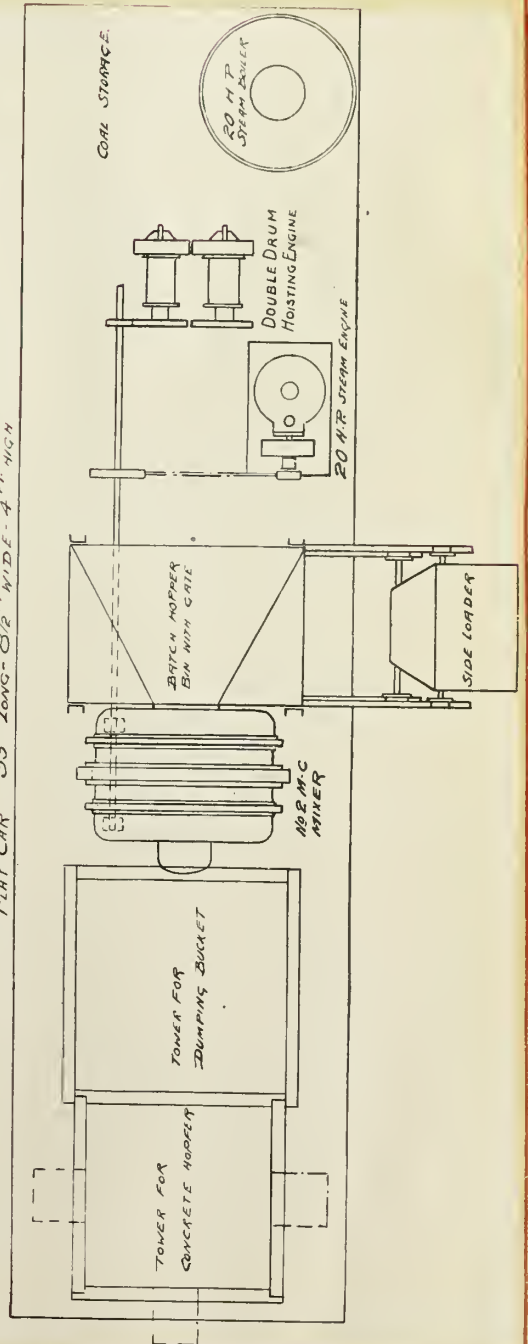 FLAT CAR LONG- 8½' WIDE - 4 FT. HIGH
COAL STORAGE.
20 H P
STEAM BOILER
DOUBLE DRUM
HOISTING ENGINE
20 H.P. STEAM ENGINE
BATCH HOPPER
BIN WITH GATE
SIDE LOADER
No 2 M-C
MIXER
TOWER FOR
DUMPING BUCKET
TOWER FOR
CONCRETE HOPPER